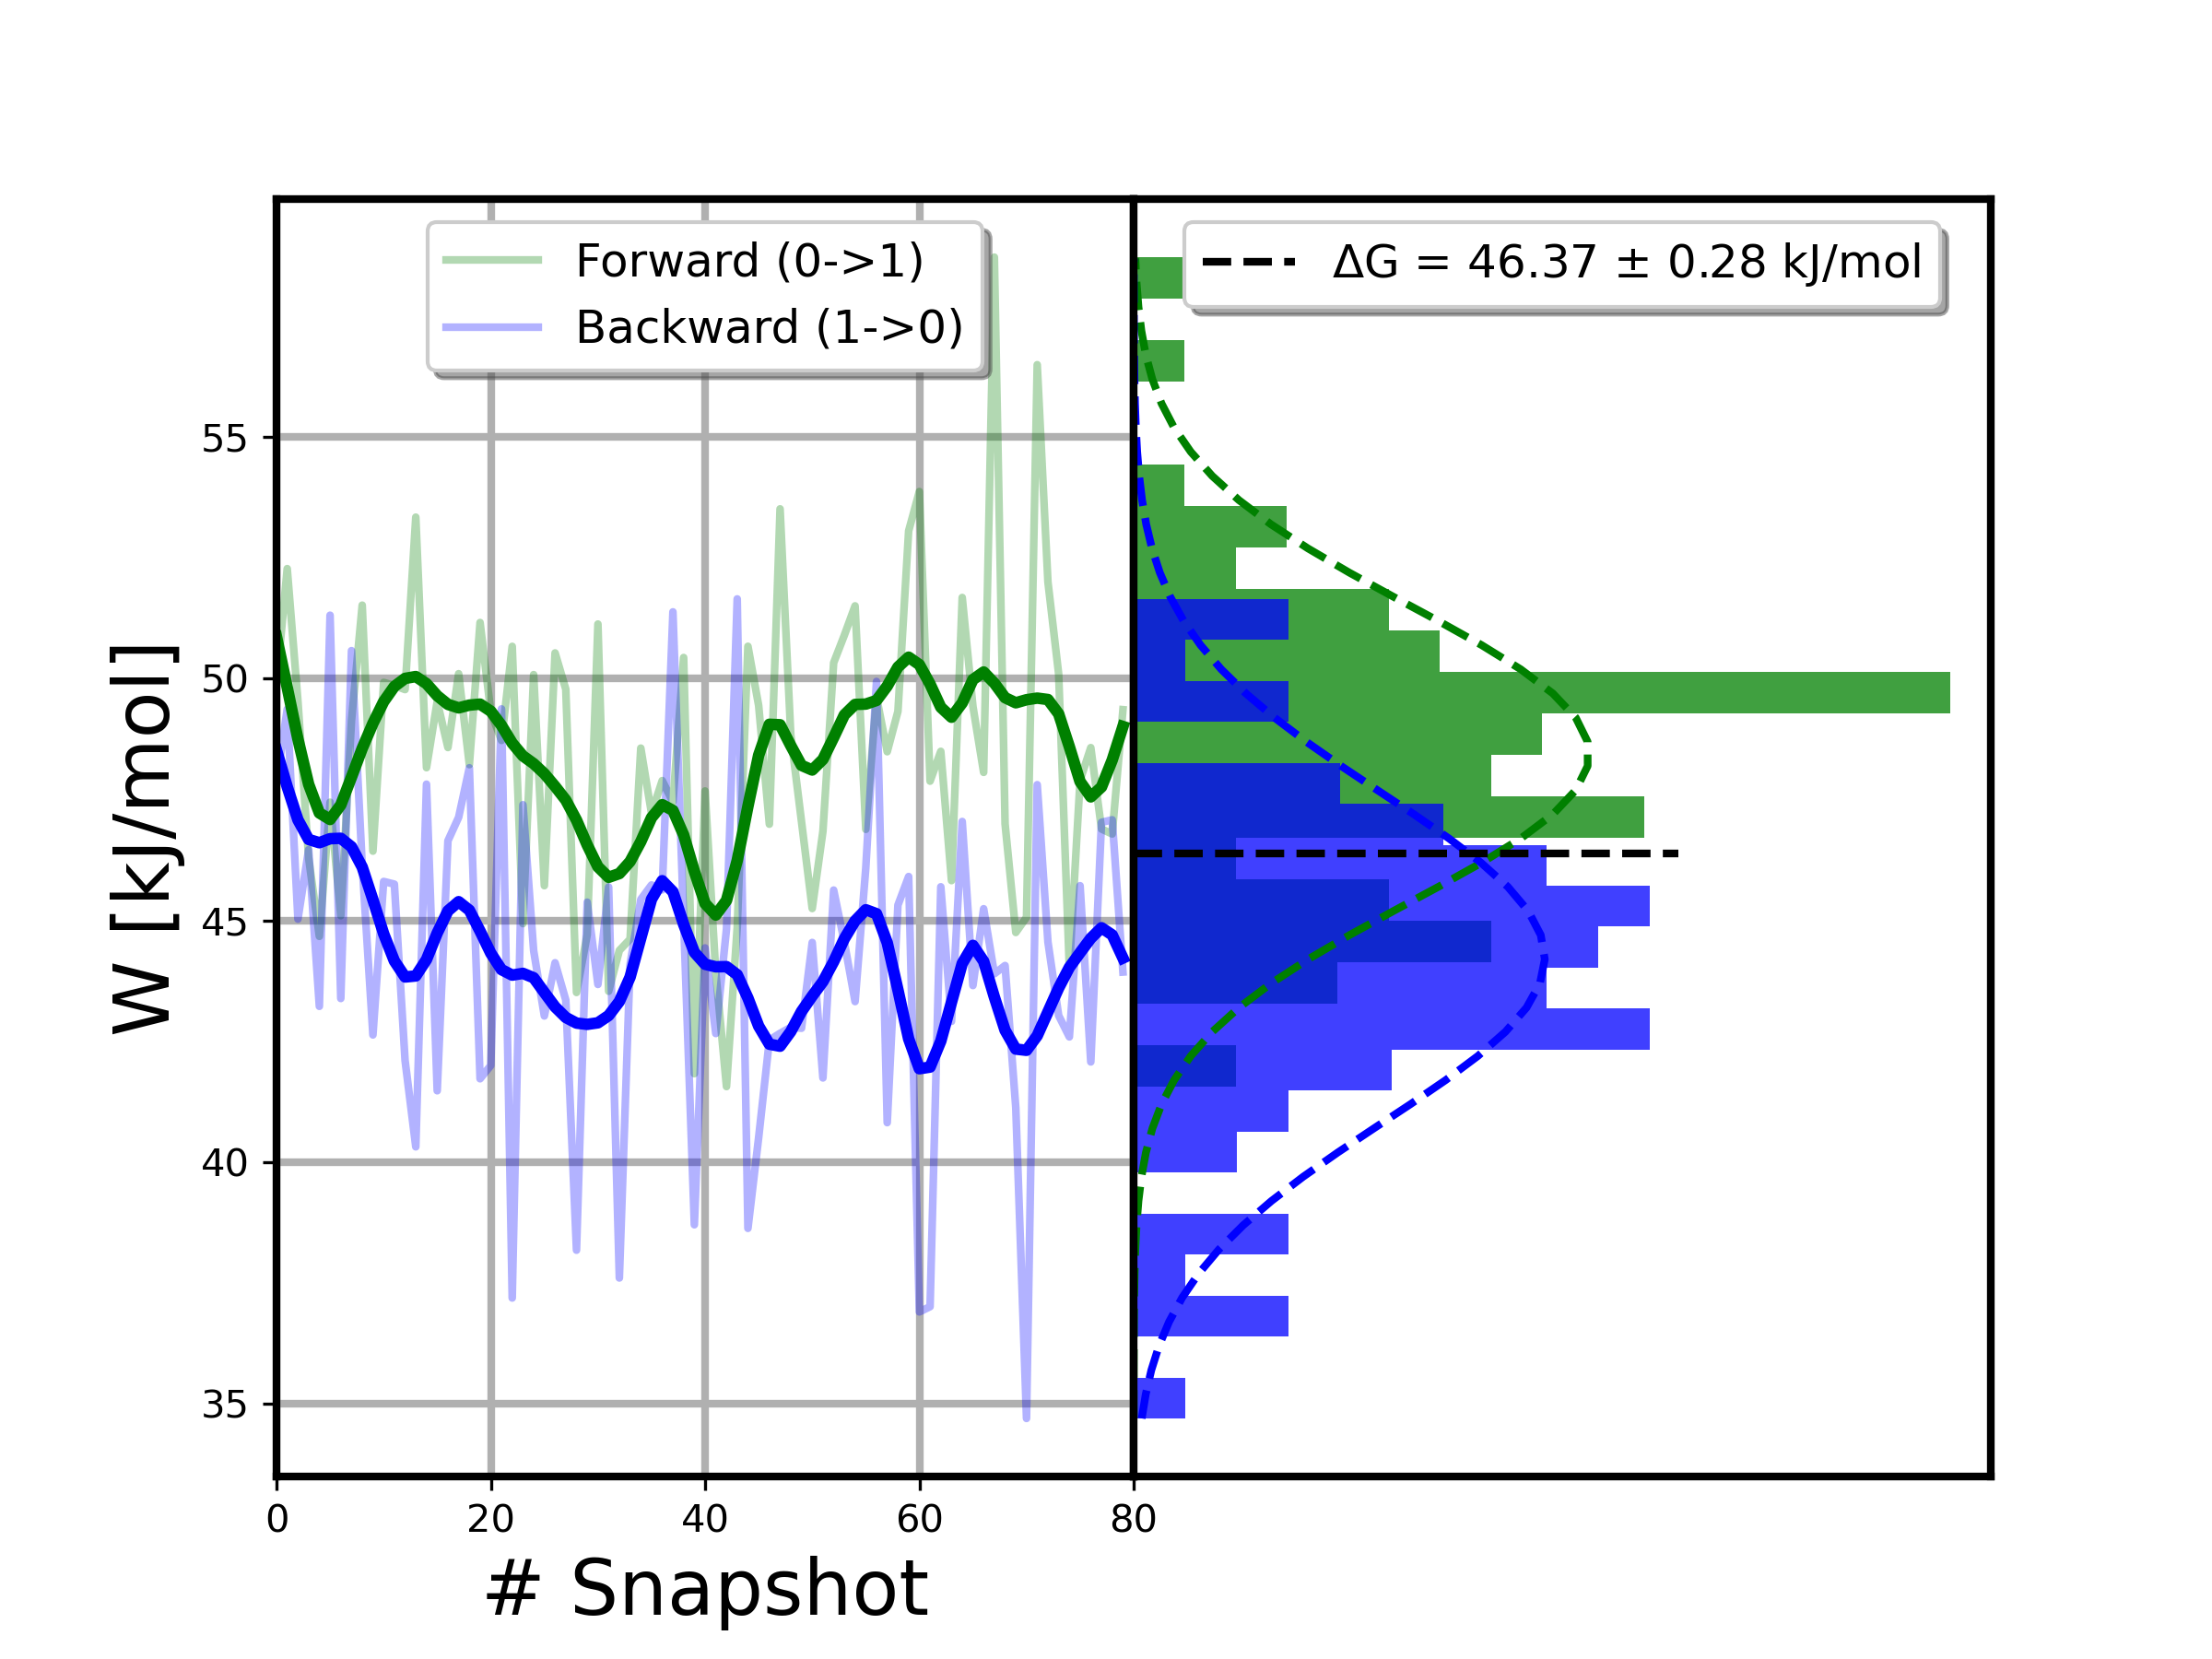 Forward (0->1)
Backward (1->0)
ΔG = 46.37 ± 0.28 kJ/mol
W [kJ/mol]
55
50
45
40
35
0 20 40 60 80
# Snapshot